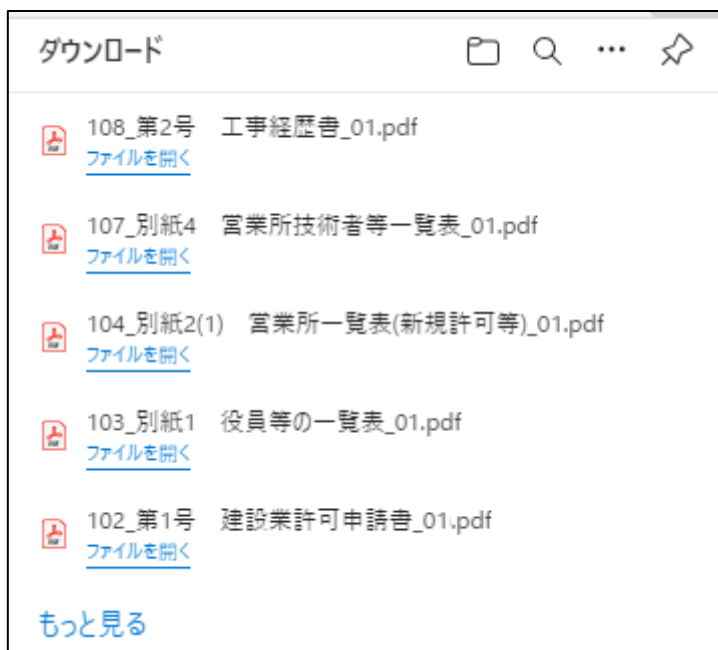 ダウンロード
108_第2号　工事経歴書_01.pdf
ファイルを開く
107_別紙4　営業所技術者等一覧表_01.pdf
ファイルを開く
104_別紙2(1)　営業所一覧表(新規許可等)_01.pdf
ファイルを開く
103_別紙1　役員等の一覧表_01.pdf
ファイルを開く
102_第1号　建設業許可申請書_01.pdf
ファイルを開く
もっと見る